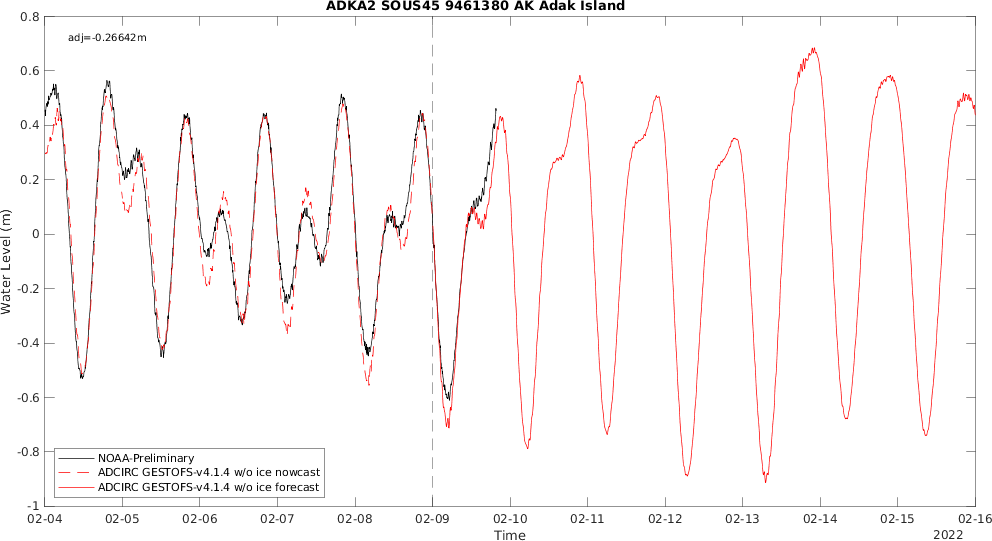 ADKA2 SOUS45 9461380 AK Adak Island
adj=-0.26642m
Water Level (m)
0.8
0.6
0.4
0.2
0
-0.2
-0.4
-0.6
-0.8
-1
NOAA-Preliminary
ADCIRC GESTOFS-v4.1.4 w/o ice nowcast
ADCIRC GESTOFS-v4.1.4 w/o ice forecast
02-04 02-05 02-06 02-07 02-08 02-09 02-10 02-11 02-12 02-13 02-14 02-15 02-16
Time
2022